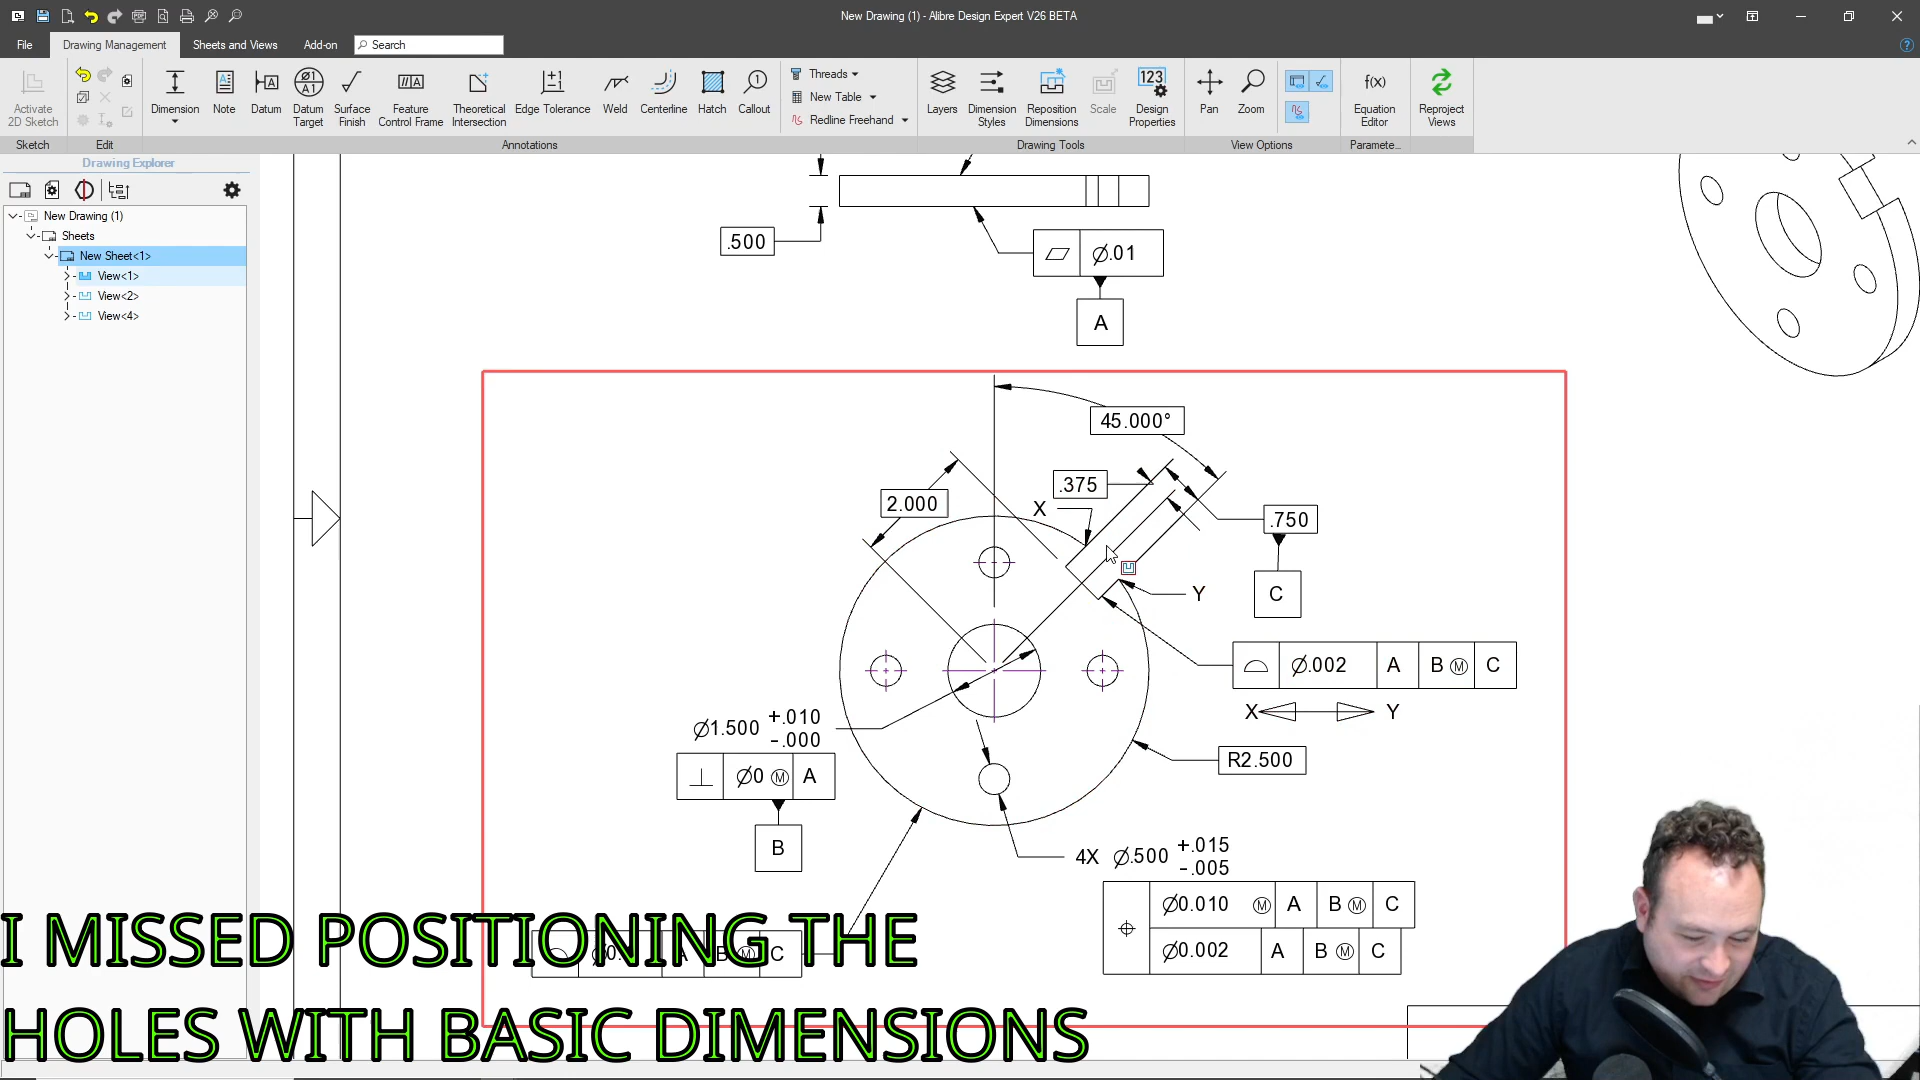 New Drawing (1) - Alibre Design Expert V26 BETA
File
Drawing Management
Sheets and Views
Add-on
Search
Activate
2D Sketch
Dimension
Note
Datum
Datum
Target
Surface
Finish
Feature
Control Frame
Theoretical
Intersection
Edge Tolerance
Weld
Centerline
Hatch
Callout
Threads
New Table
Redline Freehand
Layers
Dimension
Styles
Reposition
Dimensions
Scale
Design
Properties
Pan
Zoom
Equation
Editor
Reproject
Views
Sketch
Edit
Annotations
Drawing Tools
View Options
Paramete...
Drawing Explorer
New Drawing (1)
Sheets
New Sheet<1>
View<1>
View<2>
View<4>
.500
∅.01
A
45.000°
2.000
.375
X
.750
Y
C
∅.002 A B Ⓜ C
X Y
∅1.500 +.010
-.000
∅0 Ⓜ A
B
R2.500
4X ∅.500 +.015
-.005
∅0.010 Ⓜ A B Ⓜ C
∅0.002 A B Ⓜ C
A B Ⓜ C
I MISSED POSITIONING THE
HOLES WITH BASIC DIMENSIONS